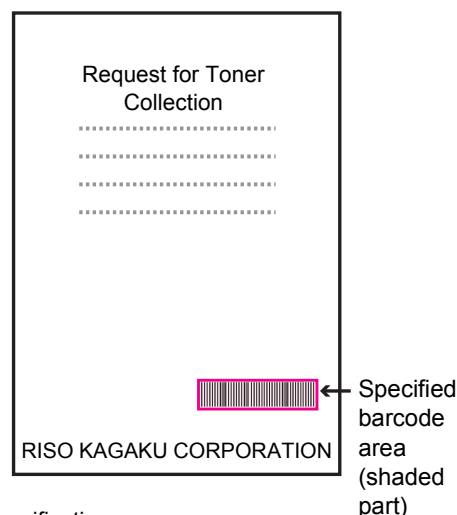 Request for Toner
Collection
Specified
barcode
area
(shaded
part)
RISO KAGAKU CORPORATION